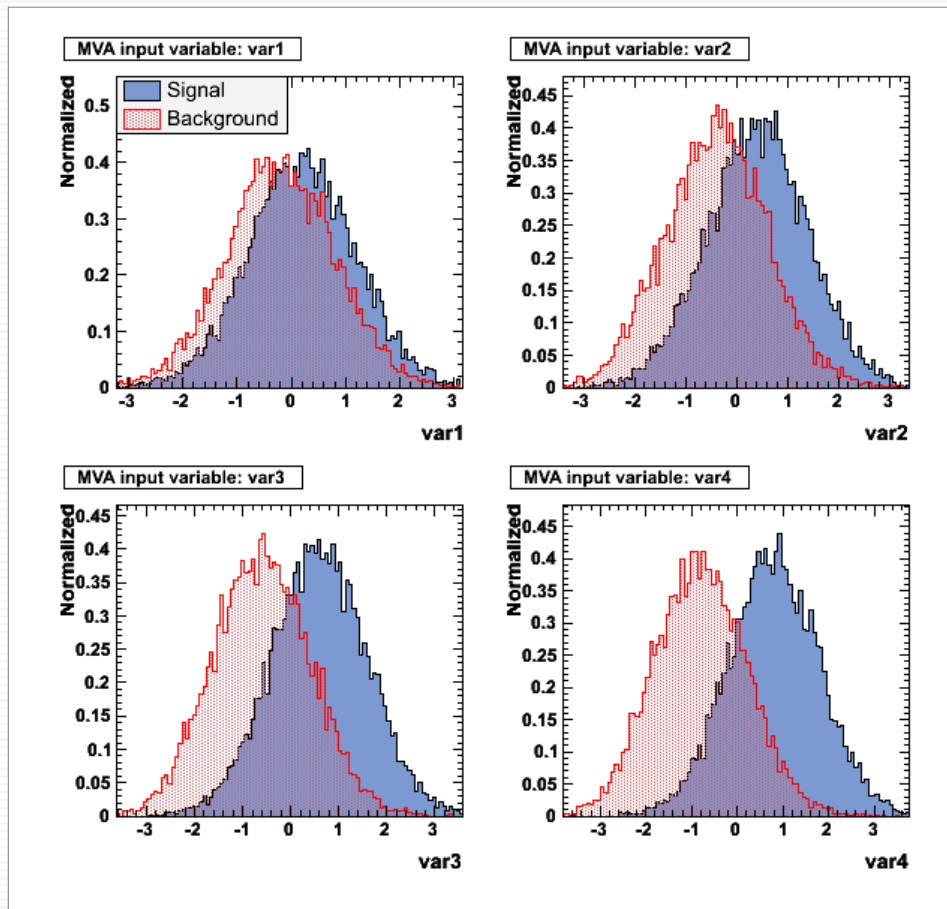 MVA input variable: var1
Normalized
Signal
Background
0.5
0.4
0.3
0.2
0.1
0
-3 -2 -1 0 1 2 3
var1
MVA input variable: var2
Normalized
0.45
0.4
0.35
0.3
0.25
0.2
0.15
0.1
0.05
0
-3 -2 -1 0 1 2 3
var2
MVA input variable: var3
Normalized
0.45
0.4
0.35
0.3
0.25
0.2
0.15
0.1
0.05
0
-3 -2 -1 0 1 2 3
var3
MVA input variable: var4
Normalized
0.45
0.4
0.35
0.3
0.25
0.2
0.15
0.1
0.05
0
-3 -2 -1 0 1 2 3
var4